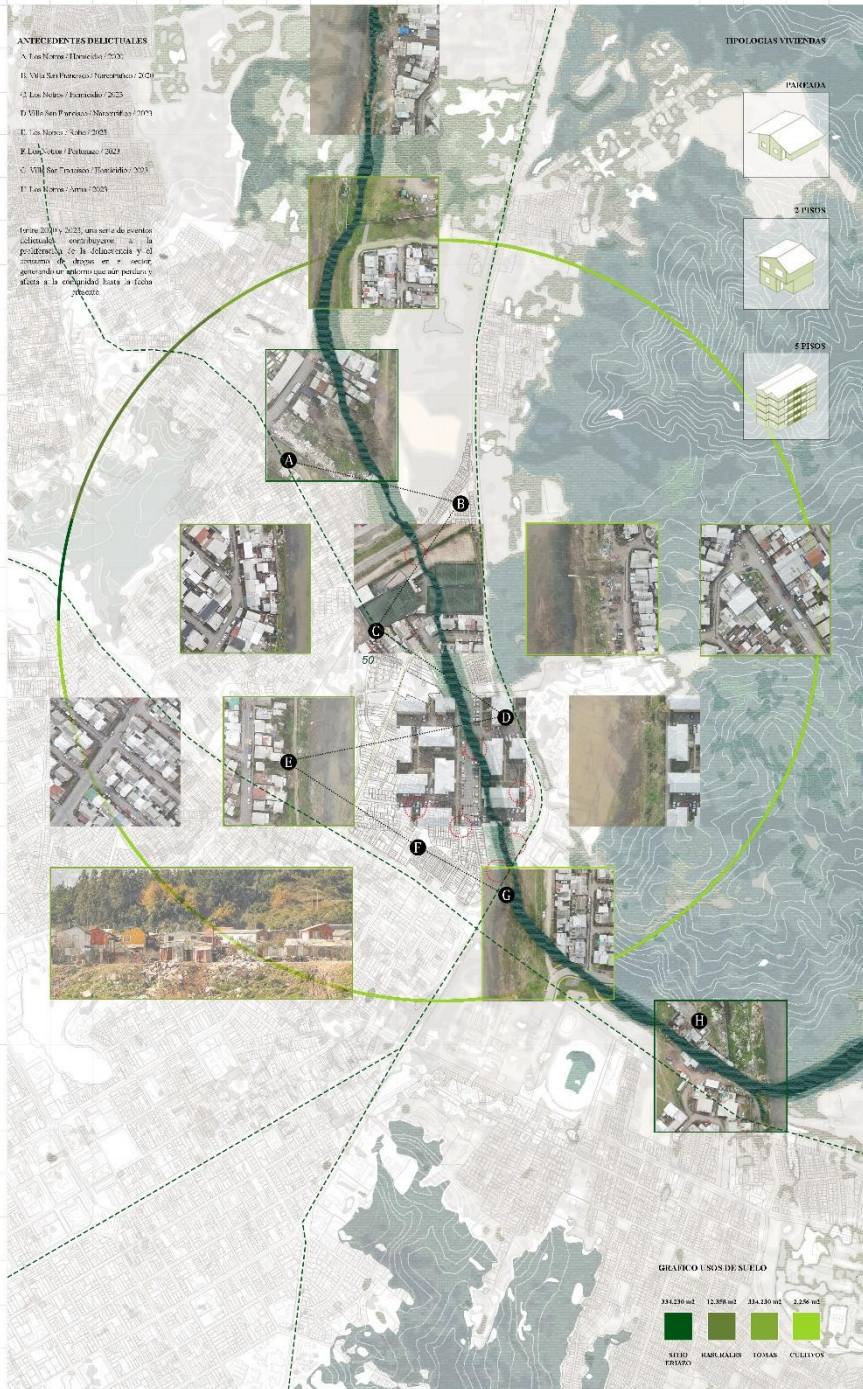 ANTECEDENTES DELICTUALES
A. Los Notros / Homicidio / 2020
B. Villa San Francisco / Narcotráfico / 2020
C. Los Notros / Homicidio / 2023
D. Villa San Francisco / Narcotráfico / 2023
E. Los Notros / Robo / 2023
F. Los Notros / Portonazo / 2023
G. Villa San Francisco / Homicidio / 2023
Los Notros / Arma / 2023
Entre 2020 y 2023, una serie de eventos
delictuales contribuyeron a la
proliferación de la delincuencia y el
consumo de drogas en el sector,
generando un entorno que aún perdura y
afecta a la comunidad hasta la fecha
presente.
TIPOLOGIAS VIVIENDAS
PAREADA
2 PISOS
5 PISOS
A
B
C
50
D
E
F
G
H
GRAFICO USOS DE SUELO
334.230 m2 12.358 m2 334.230 m2 2.256 m2
SITIO BASURALES TOMAS CULTIVOS
ERIAZO